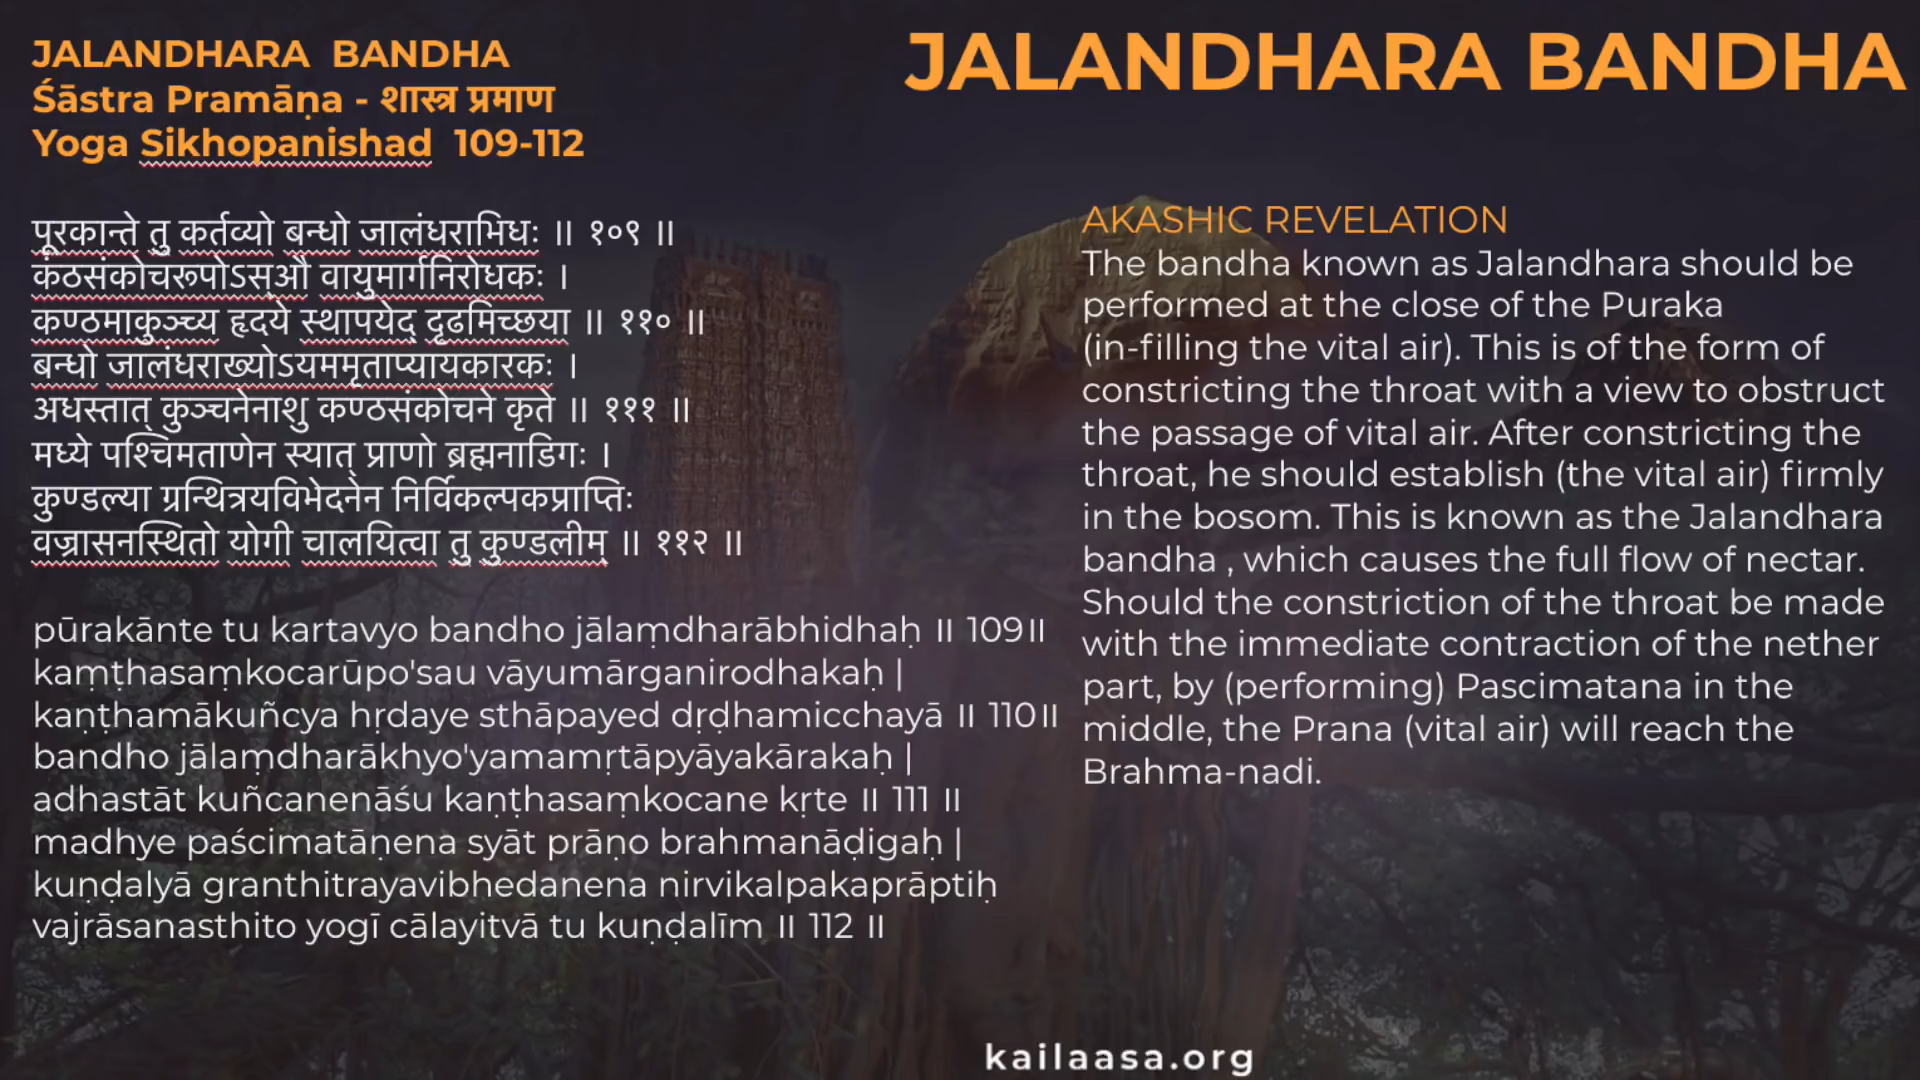 JALANDHARA BANDHA
Śāstra Pramāṇa - शास्त्र प्रमाण
Yoga Sikhopanishad 109-112
पूरकान्ते तु कर्तव्यो बन्धो जालंधराभिधः ॥ १०९ ॥
कंठसंकोचरूपोऽस्औ वायुमार्गनिरोधकः ।
कण्ठमाकुञ्च्य हृदये स्थापयेद् दृढमिच्छया ॥ ११० ॥
बन्धो जालंधराख्योऽयममृताप्यायकारकः ।
अधस्तात् कुञ्चनेनाशु कण्ठसंकोचने कृते ॥ १११ ॥
मध्ये पश्चिमताणेन स्यात् प्राणो ब्रह्मनाडिगः ।
कुण्डल्या ग्रन्थित्रयविभेदनेन निर्विकल्पकप्राप्तिः
वज्रासनस्थितो योगी चालयित्वा तु कुण्डलीम् ॥ ११२ ॥
pūrakānte tu kartavyo bandho jālaṃdharābhidhaḥ ॥ 109॥
kaṃṭhasaṃkocarūpo'sau vāyumārganirodhakaḥ |
kaṇṭhamākuñcya hṛdaye sthāpayed dṛḍhamicchayā ॥ 110॥
bandho jālaṃdharākhyo'yamamṛtāpyāyakārakaḥ |
adhastāt kuñcanenāśu kaṇṭhasaṃkocane kṛte ॥ 111 ॥
madhye paścimatāṇena syāt prāṇo brahmanāḍigaḥ |
kuṇḍalyā granthitrayavibhedanena nirvikalpakaprāptiḥ
vajrāsanasthito yogī cālayitvā tu kuṇḍalīm ॥ 112 ॥
JALANDHARA BANDHA
AKASHIC REVELATION
The bandha known as Jalandhara should be
performed at the close of the Puraka
(in-filling the vital air). This is of the form of
constricting the throat with a view to obstruct
the passage of vital air. After constricting the
throat, he should establish (the vital air) firmly
in the bosom. This is known as the Jalandhara
bandha , which causes the full flow of nectar.
Should the constriction of the throat be made
with the immediate contraction of the nether
part, by (performing) Pascimatana in the
middle, the Prana (vital air) will reach the
Brahma-nadi.
kailaasa.org